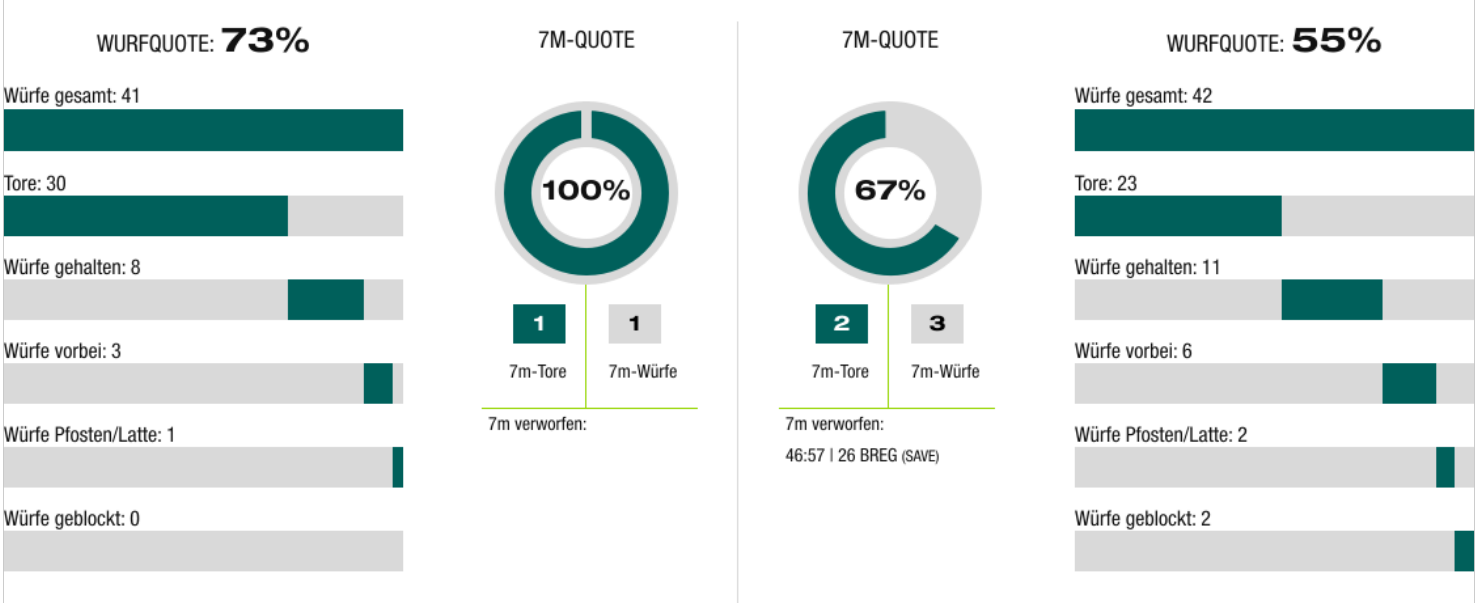 WURFQUOTE: 73%
Würfe gesamt: 41
Tore: 30
Würfe gehalten: 8
Würfe vorbei: 3
Würfe Pfosten/Latte: 1
Würfe geblockt: 0
7M-QUOTE
100%
1
1
7m-Tore
7m-Würfe
7m verworfen:
7M-QUOTE
67%
2
3
7m-Tore
7m-Würfe
7m verworfen:
46:57 | 26 BREG (SAVE)
WURFQUOTE: 55%
Würfe gesamt: 42
Tore: 23
Würfe gehalten: 11
Würfe vorbei: 6
Würfe Pfosten/Latte: 2
Würfe geblockt: 2